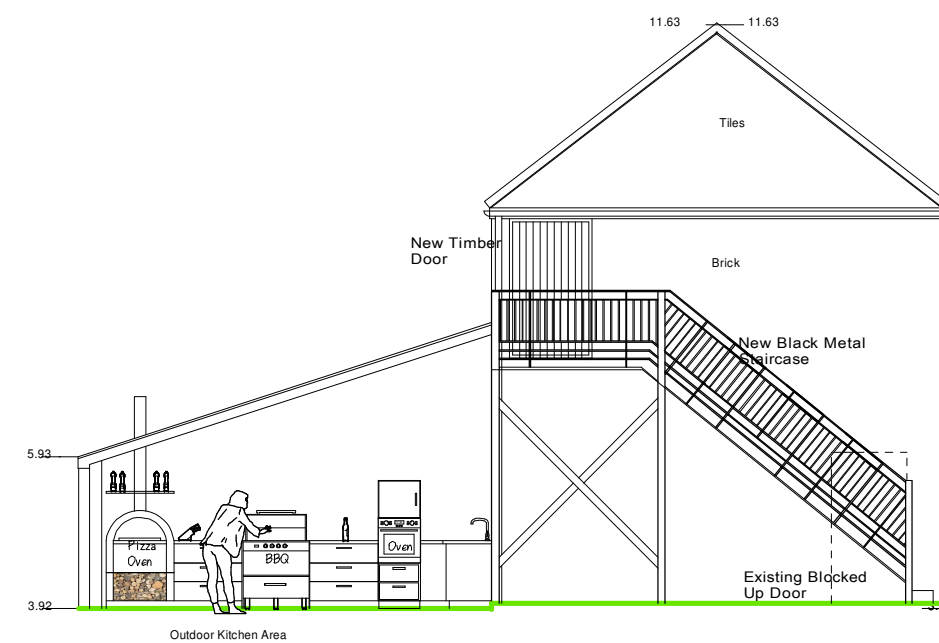 11.63
11.63
Tiles
New Timber
Door
Brick
New Black Metal
Staircase
5.93
Pizza
Oven
BBQ
Oven
Existing Blocked
Up Door
3.92
Outdoor Kitchen Area